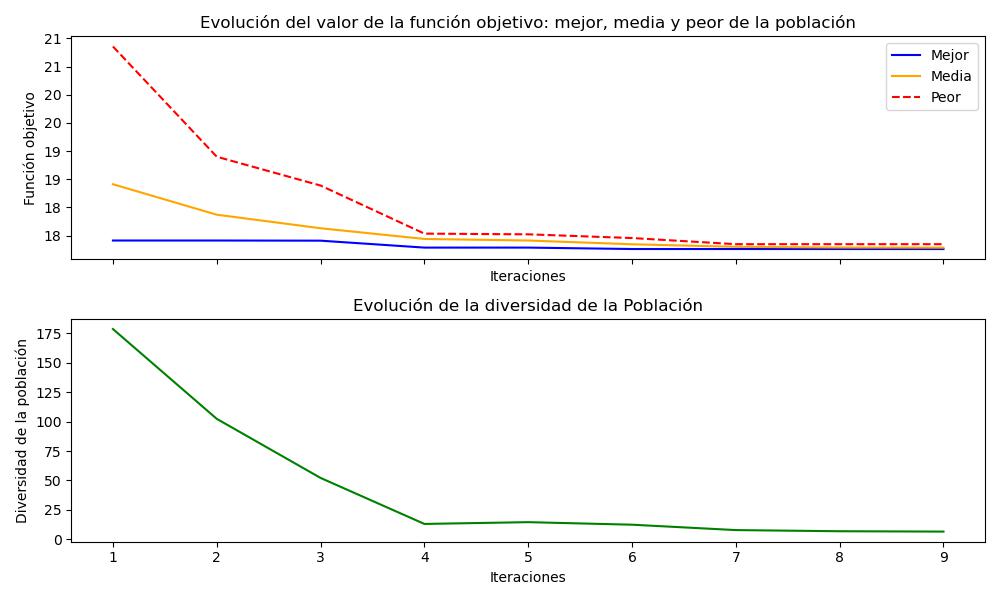 Evolución del valor de la función objetivo: mejor, media y peor de la población
21
21
20
20
19
19
18
18
Función objetivo
Mejor
Media
Peor
Iteraciones
Evolución de la diversidad de la Población
175
150
125
100
75
50
25
0
Diversidad de la población
1 2 3 4 5 6 7 8 9
Iteraciones